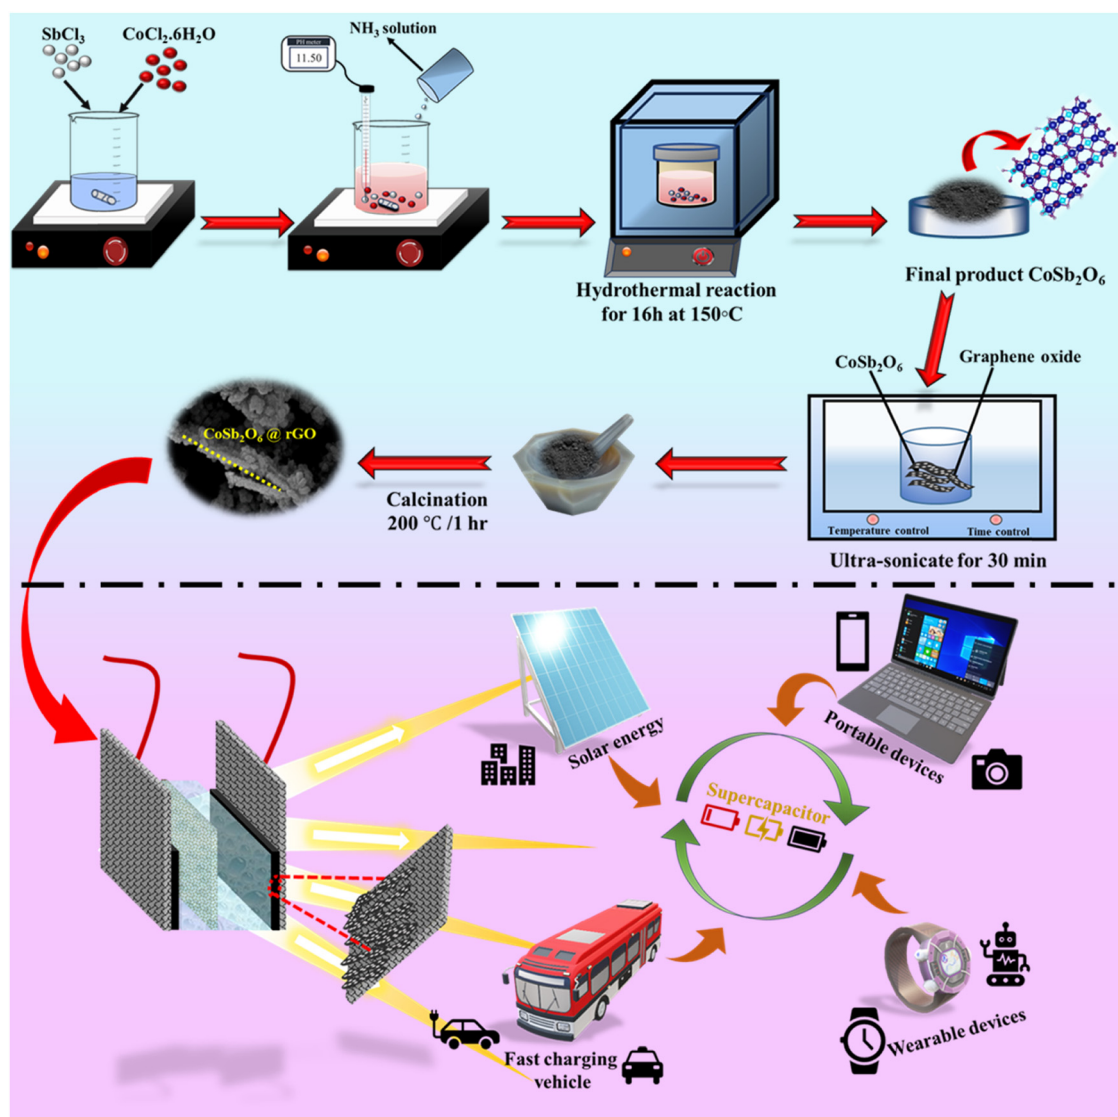 SbCl₃
CoCl₂.6H₂O
PH meter
11.50
NH₃ solution
Hydrothermal reaction
for 16h at 150◦C
Final product CoSb₂O₆
CoSb₂O₆
Graphene oxide
Temperature control
Time control
Ultra-sonicate for 30 min
Calcination
200 ℃ /1 hr
CoSb₂O₆ @ rGO
Solar energy
Portable devices
Supercapacitor
Fast charging
vehicle
Wearable devices